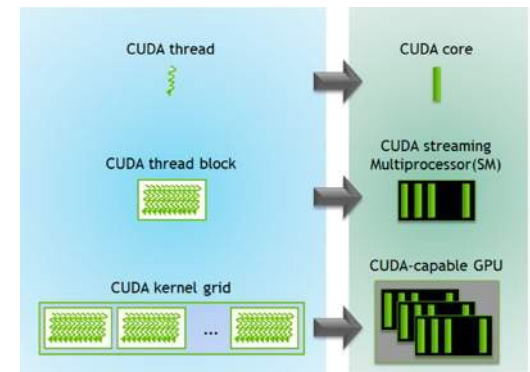 CUDA thread
CUDA core
CUDA thread block
CUDA streaming
Multiprocessor(SM)
CUDA kernel grid
...
CUDA-capable GPU